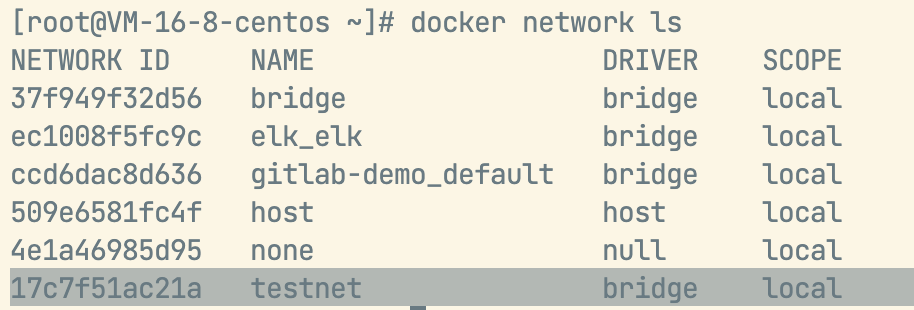 [root@VM-16-8-centos ~]# docker network ls
NETWORK ID     NAME                  DRIVER    SCOPE
37f949f32d56   bridge                bridge    local
ec1008f5fc9c   elk_elk               bridge    local
ccd6dac8d636   gitlab-demo_default   bridge    local
509e6581fc4f   host                  host      local
4e1a46985d95   none                  null      local
17c7f51ac21a   testnet               bridge    local